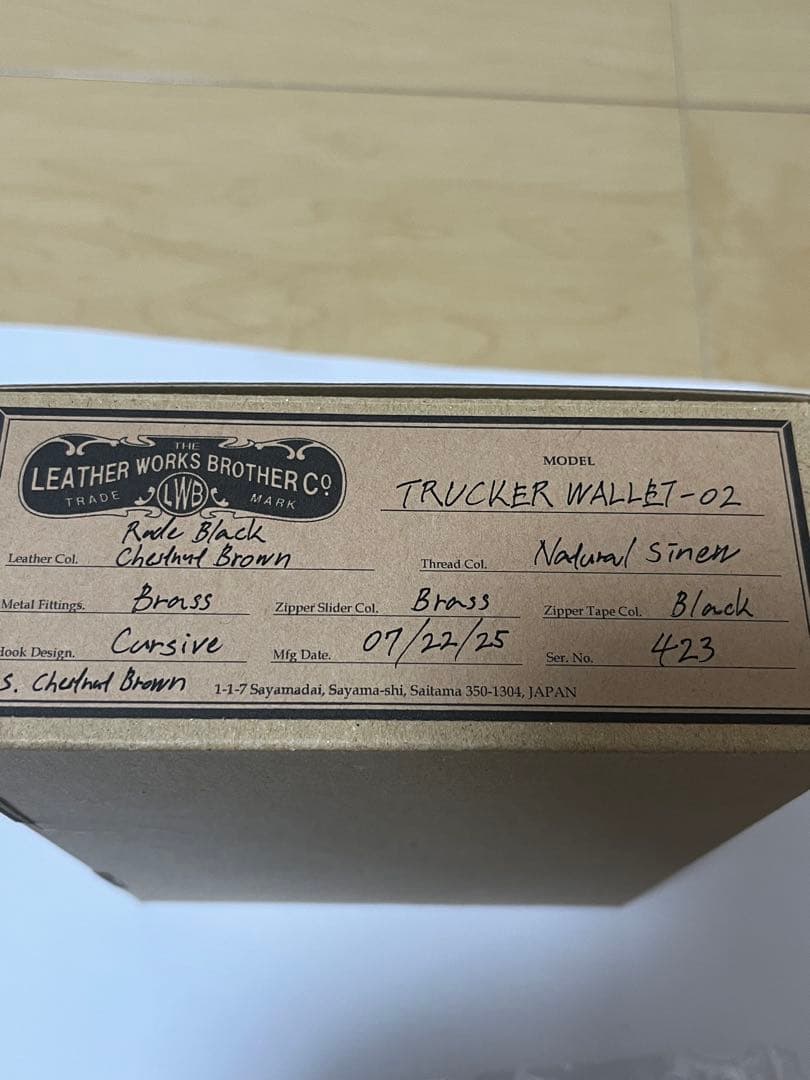 THE
LEATHER WORKS BROTHER Co.
TRADE LWB MARK
MODEL
TRUCKER WALLET-02
Rude Black
Leather Col. Chestnut Brown
Thread Col. Natural Sinew
Metal Fittings. Brass Zipper Slider Col. Brass Zipper Tape Col. Black
Hook Design. Cursive Mfg Date. 07/22/25 Ser. No. 423
S. Chestnut Brown 1-1-7 Sayamadai, Sayama-shi, Saitama 350-1304, JAPAN